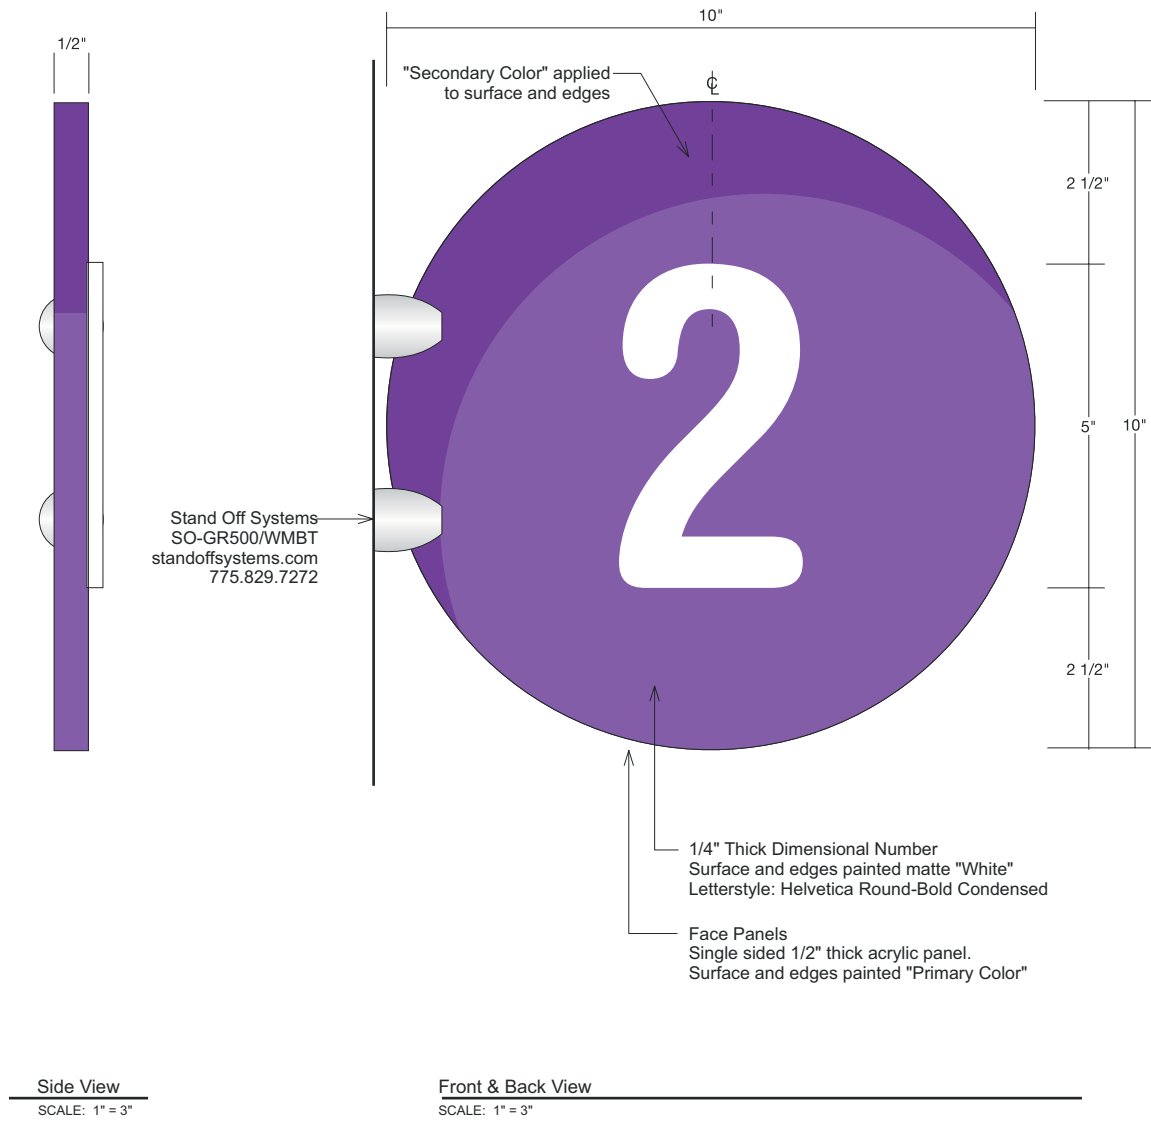 10"
1/2"
"Secondary Color" applied
to surface and edges
℄
2 1/2"
2
5"
10"
Stand Off Systems
SO-GR500/WMBT
standoffsystems.com
775.829.7272
2 1/2"
1/4" Thick Dimensional Number
Surface and edges painted matte "White"
Letterstyle: Helvetica Round-Bold Condensed
Face Panels
Single sided 1/2" thick acrylic panel.
Surface and edges painted "Primary Color"
Side View
SCALE: 1" = 3"
Front & Back View
SCALE: 1" = 3"